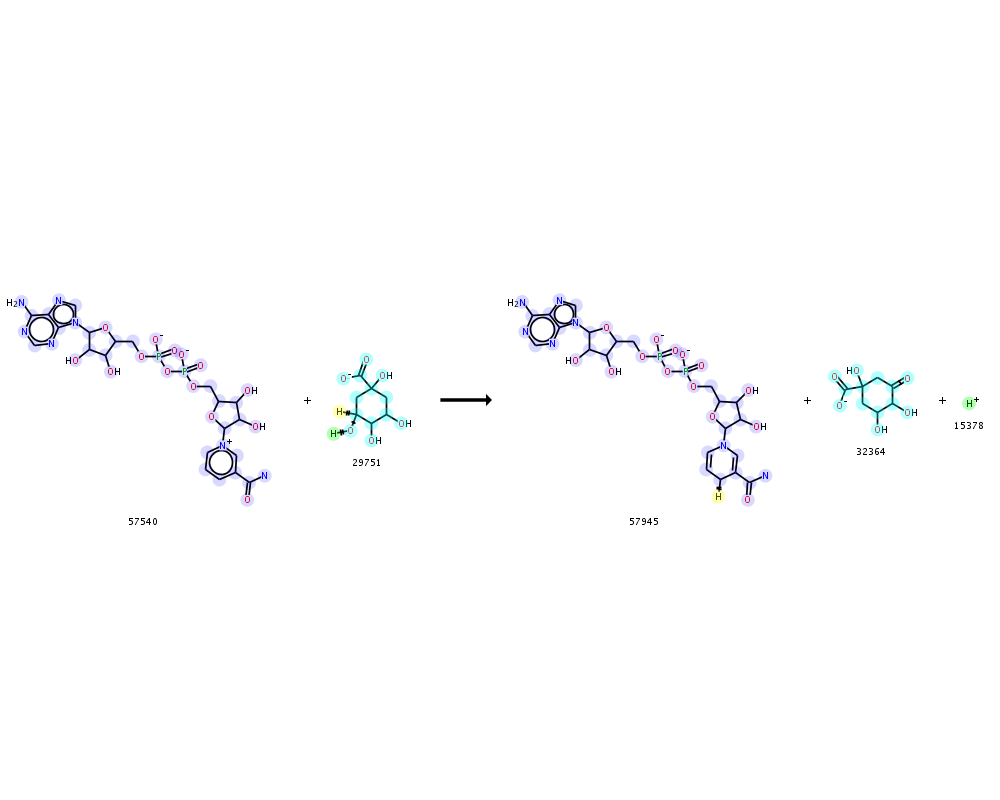 H₂N N N N N O HO OH O⁻ P O O⁻ O P O O OH O OH N⁺ N O
57540
+
O O⁻ OH H H O OH OH
29751
H₂N N N N N O HO OH O⁻ P O O⁻ O P O O OH O OH N N O H
57945
+
O HO O⁻ O OH OH
32364
+
H⁺
15378